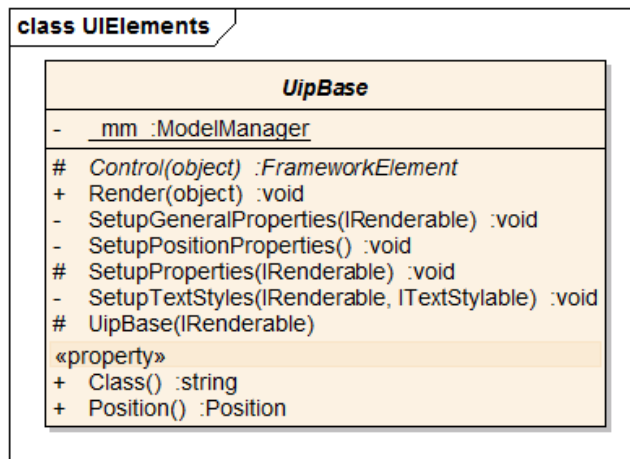 class UIElements
UipBase
- _mm :ModelManager
# Control(object) :FrameworkElement
+ Render(object) :void
- SetupGeneralProperties(IRenderable) :void
- SetupPositionProperties() :void
# SetupProperties(IRenderable) :void
- SetupTextStyles(IRenderable, ITextStylable) :void
# UipBase(IRenderable)
«property»
+ Class() :string
+ Position() :Position